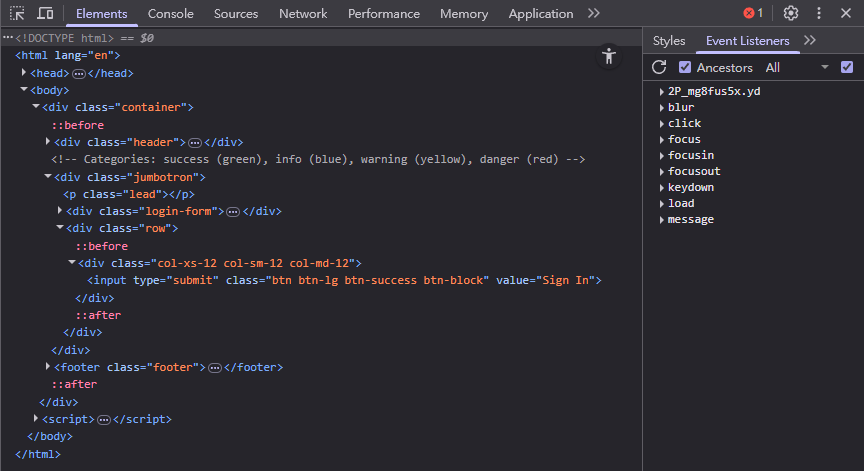 Elements Console Sources Network Performance Memory Application 1
<!DOCTYPE html> == $0
<html lang="en">
<head> </head>
<body>
<div class="container">
::before
<div class="header"> </div>
<!-- Categories: success (green), info (blue), warning (yellow), danger (red) -->
<div class="jumbotron">
<p class="lead"></p>
<div class="login-form"> </div>
<div class="row">
::before
<div class="col-xs-12 col-sm-12 col-md-12">
<input type="submit" class="btn btn-lg btn-success btn-block" value="Sign In">
</div>
::after
</div>
</div>
<footer class="footer"> </footer>
::after
</div>
<script> </script>
</body>
</html>
Styles Event Listeners
Ancestors All
2P_mg8fus5x.yd
blur
click
focus
focusin
focusout
keydown
load
message